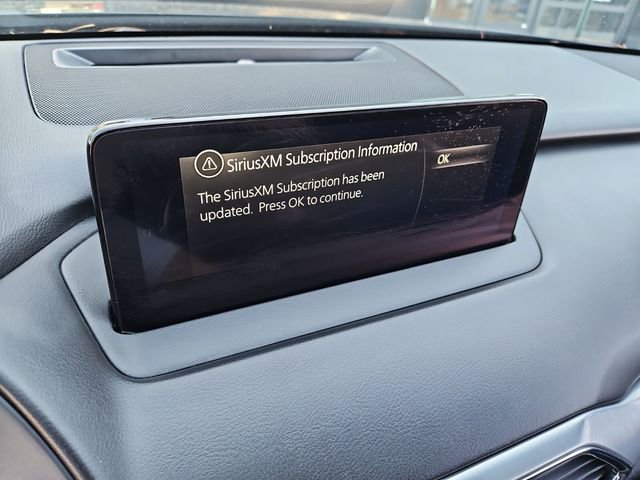 SiriusXM Subscription Information
OK
The SiriusXM Subscription has been
updated. Press OK to continue.